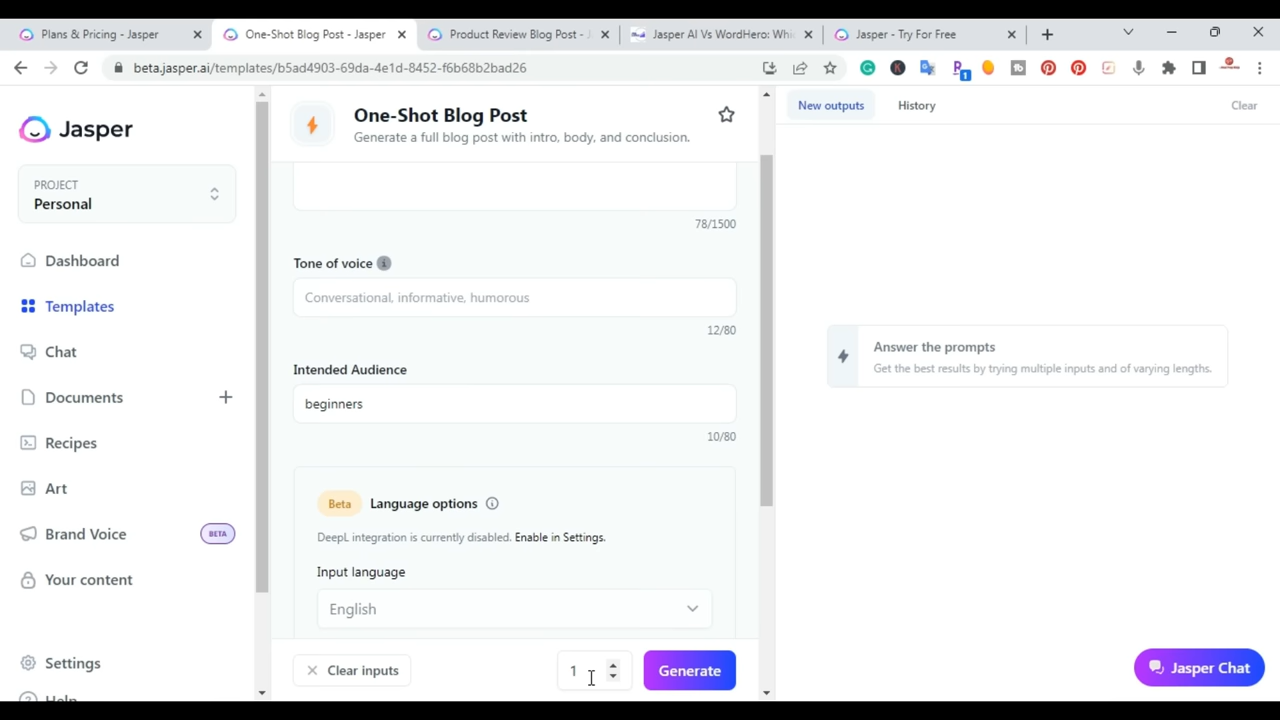 Plans & Pricing - Jasper
One-Shot Blog Post - Jasper
Product Review Blog Post - J
Jasper AI Vs WordHero: Whi
Jasper - Try For Free
beta.jasper.ai/templates/b5ad4903-69da-4e1d-8452-f6b68b2bad26
1
Jasper
PROJECT
Personal
Dashboard
Templates
Chat
Documents
Recipes
Art
Brand Voice
BETA
Your content
Settings
Help
One-Shot Blog Post
Generate a full blog post with intro, body, and conclusion.
78/1500
Tone of voice
Conversational, informative, humorous
12/80
Intended Audience
beginners
10/80
Beta Language options
DeepL integration is currently disabled. Enable in Settings.
Input language
English
Clear inputs
1
Generate
New outputs
History
Clear
Answer the prompts
Get the best results by trying multiple inputs and of varying lengths.
Jasper Chat